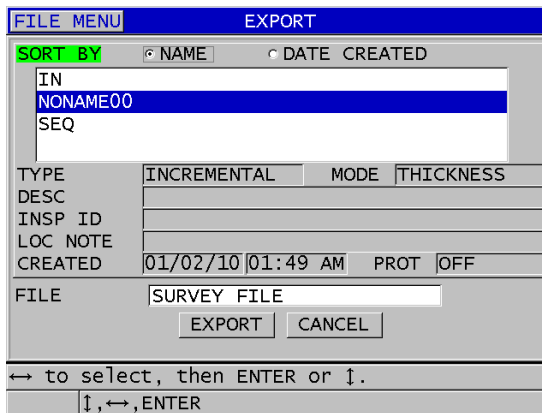 FILE MENU EXPORT
SORT BY NAME DATE CREATED
IN
NONAME00
SEQ
TYPE INCREMENTAL MODE THICKNESS
DESC
INSP ID
LOC NOTE
CREATED 01/02/10 01:49 AM PROT OFF
FILE SURVEY FILE
EXPORT CANCEL
↔ to select, then ENTER or ↕.
↕,↔,ENTER